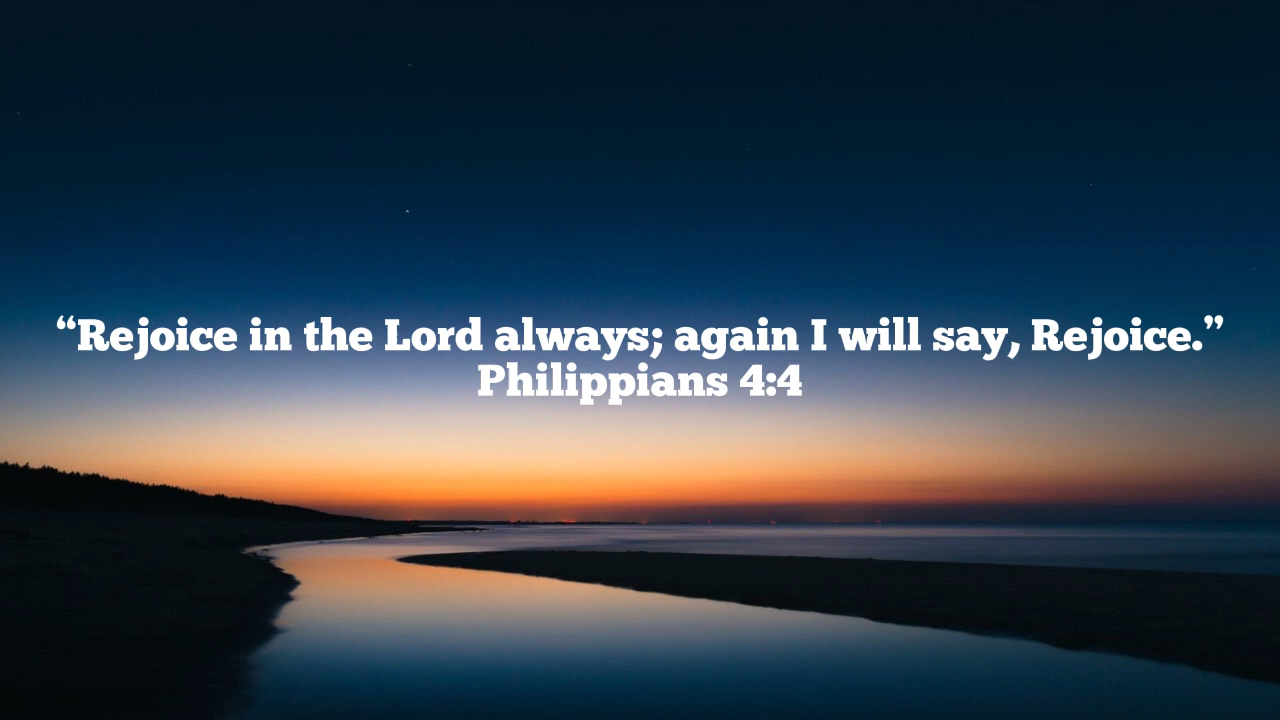 “Rejoice in the Lord always; again I will say, Rejoice.”
Philippians 4:4